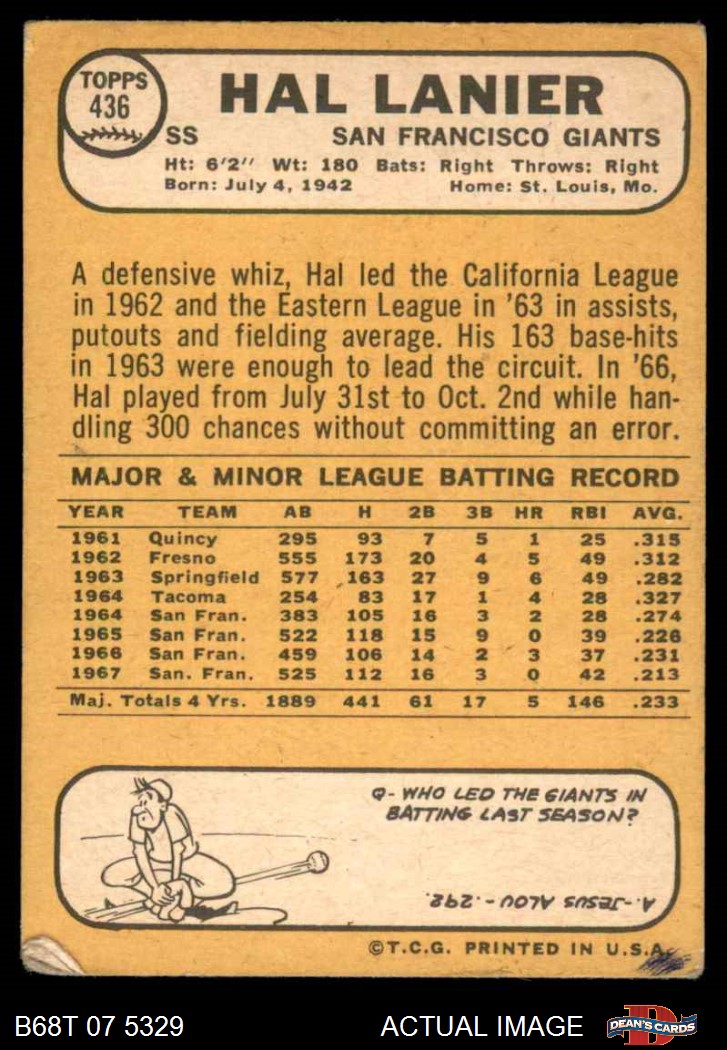 TOPPS
436
HAL LANIER
SS SAN FRANCISCO GIANTS
Ht: 6'2" Wt: 180 Bats: Right Throws: Right
Born: July 4, 1942 Home: St. Louis, Mo.
A defensive whiz, Hal led the California League
in 1962 and the Eastern League in '63 in assists,
putouts and fielding average. His 163 base-hits
in 1963 were enough to lead the circuit. In '66,
Hal played from July 31st to Oct. 2nd while han-
dling 300 chances without committing an error.
MAJOR & MINOR LEAGUE BATTING RECORD
YEAR TEAM AB H 2B 3B HR RBI AVG.
1961 Quincy 295 93 7 5 1 25 .315
1962 Fresno 555 173 20 4 5 49 .312
1963 Springfield 577 163 27 9 6 49 .282
1964 Tacoma 254 83 17 1 4 28 .327
1964 San Fran. 383 105 16 3 2 28 .274
1965 San Fran. 522 118 15 9 0 39 .226
1966 San Fran. 459 106 14 2 3 37 .231
1967 San. Fran. 525 112 16 3 0 42 .213
Maj. Totals 4 Yrs. 1889 441 61 17 5 146 .233
Q- WHO LED THE GIANTS IN
BATTING LAST SEASON?
A.- JESUS ALOU - .292.
©T.C.G. PRINTED IN U.S.A.
B68T 07 5329 ACTUAL IMAGE
DEAN'S CARDS